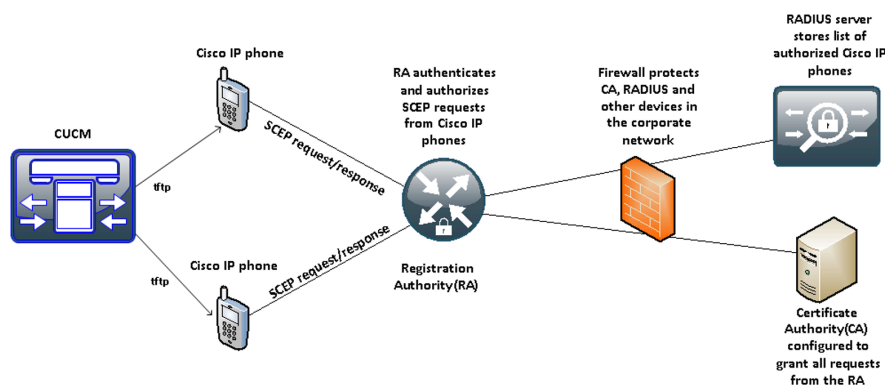 CUCM
tftp
tftp
Cisco IP phone
Cisco IP phone
SCEP request/response
SCEP request/response
RA authenticates
and authorizes
SCEP requests
from Cisco IP
phones
Registration
Authority(RA)
Firewall protects
CA, RADIUS and
other devices in
the corporate
network
RADIUS server
stores list of
authorized Cisco IP
phones
Certificate
Authority(CA)
configured to
grant all requests
from the RA